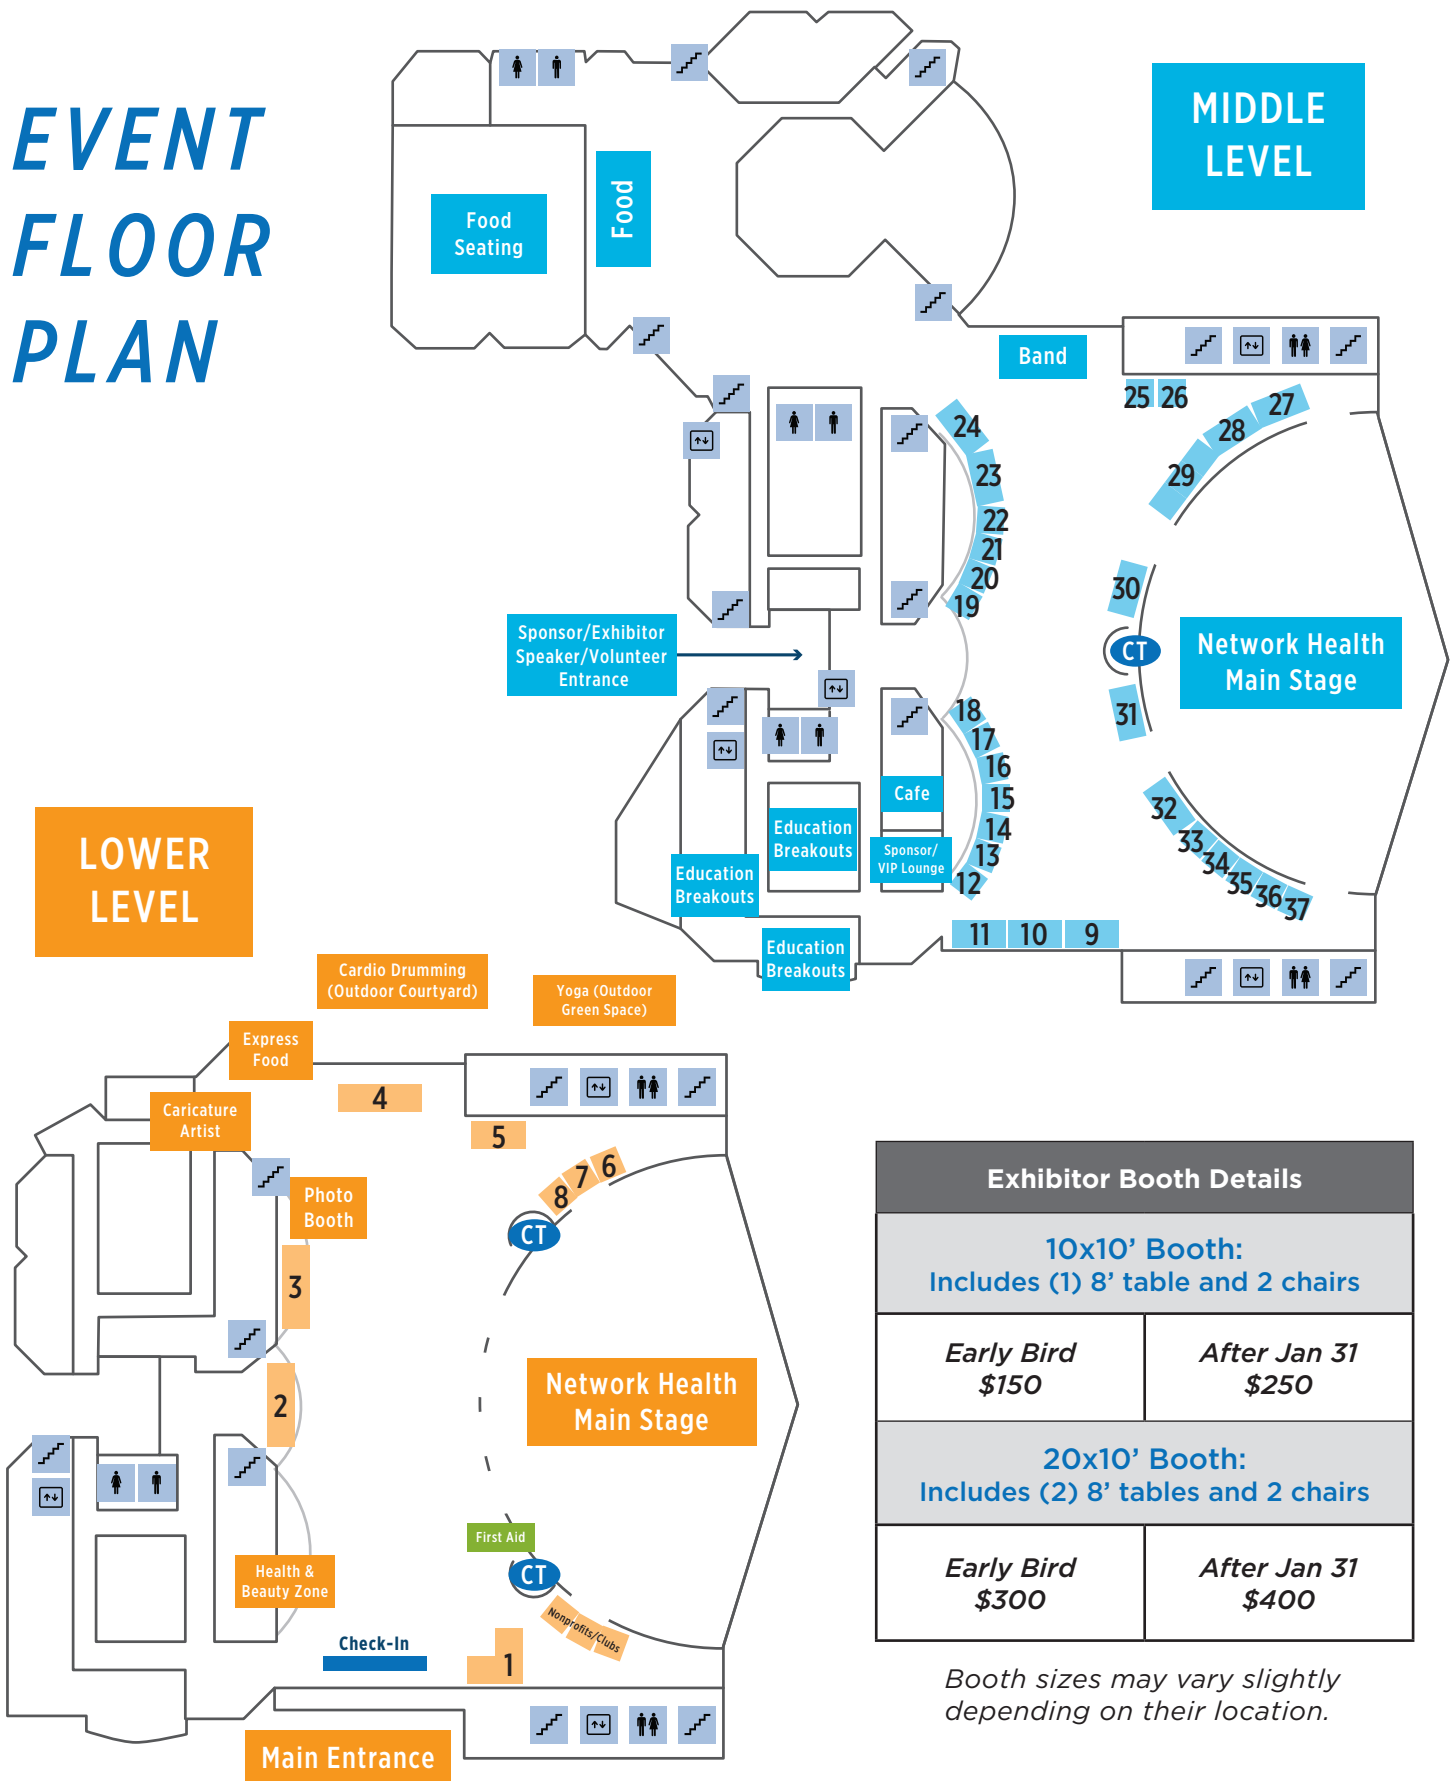 EVENT
FLOOR
PLAN
MIDDLE
LEVEL
Food
Seating
Food
Band
25
26
27
28
29
24
23
22
21
20
19
30
CT
31
Network Health
Main Stage
Sponsor/Exhibitor
Speaker/Volunteer
Entrance
18
17
16
15
14
13
12
Cafe
Sponsor/
VIP Lounge
Education
Breakouts
Education
Breakouts
Education
Breakouts
32
33
34
35
36
37
11
10
9
LOWER
LEVEL
Cardio Drumming
(Outdoor Courtyard)
Yoga (Outdoor
Green Space)
Express
Food
Caricature
Artist
Photo
Booth
4
5
6
7
8
CT
3
2
Network Health
Main Stage
First Aid
CT
Nonprofits/Clubs
Health &
Beauty Zone
Check-In
1
Main Entrance
Exhibitor Booth Details
10x10’ Booth:
Includes (1) 8’ table and 2 chairs
Early Bird
$150
After Jan 31
$250
20x10’ Booth:
Includes (2) 8’ tables and 2 chairs
Early Bird
$300
After Jan 31
$400
Booth sizes may vary slightly
depending on their location.